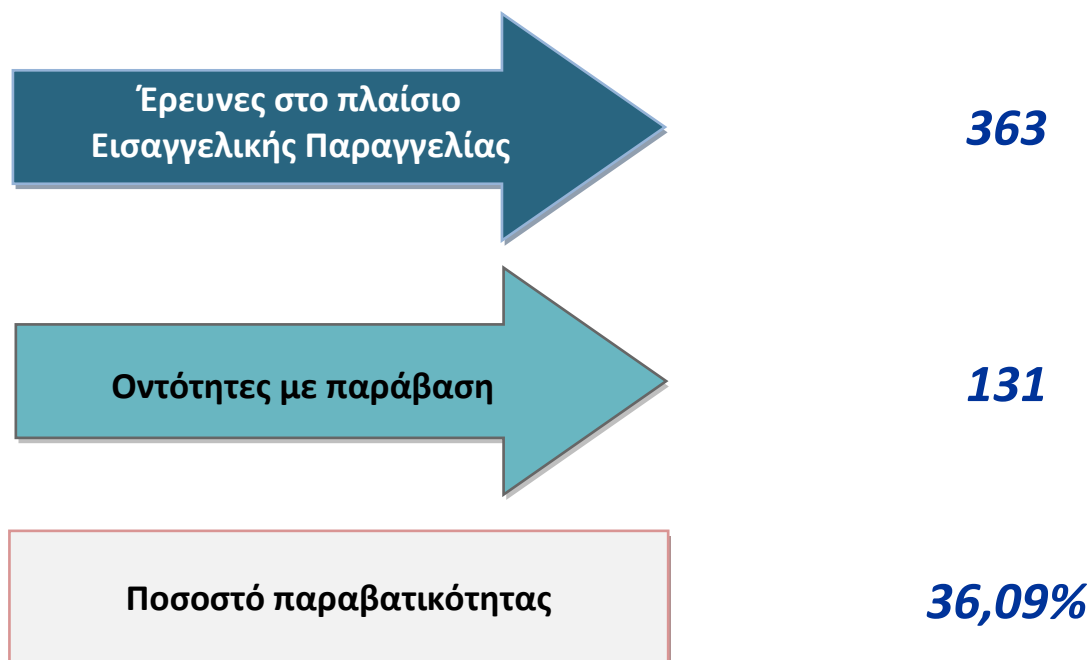 Έρευνες στο πλαίσιο
Εισαγγελικής Παραγγελίας
363
Οντότητες με παράβαση
131
Ποσοστό παραβατικότητας
36,09%